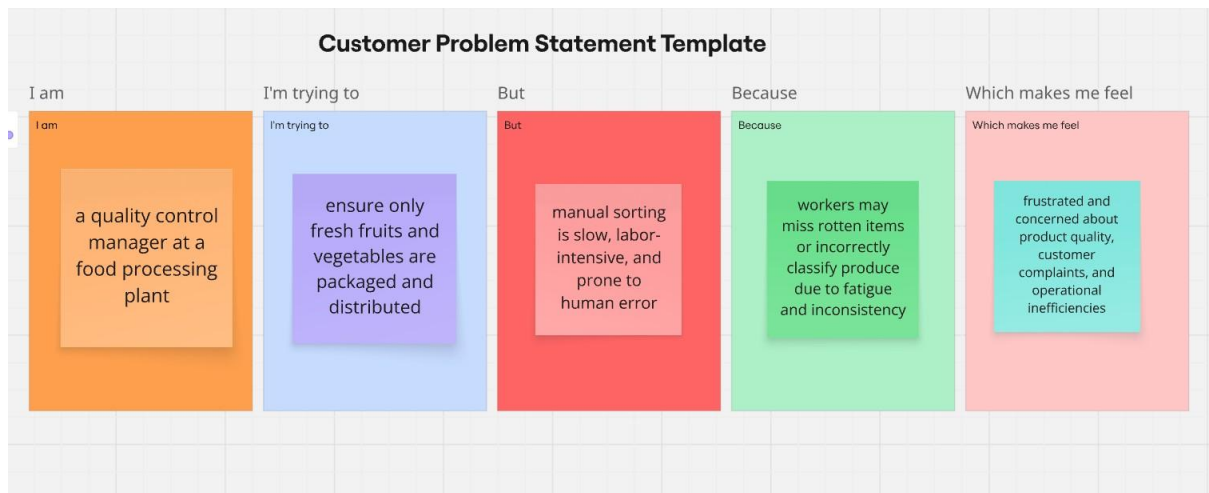 Customer Problem Statement Template
I am
I'm trying to
But
Because
Which makes me feel
I am
a quality control
manager at a
food processing
plant
I'm trying to
ensure only
fresh fruits and
vegetables are
packaged and
distributed
But
manual sorting
is slow, labor-
intensive, and
prone to
human error
Because
workers may
miss rotten items
or incorrectly
classify produce
due to fatigue
and inconsistency
Which makes me feel
frustrated and
concerned about
product quality,
customer
complaints, and
operational
inefficiencies